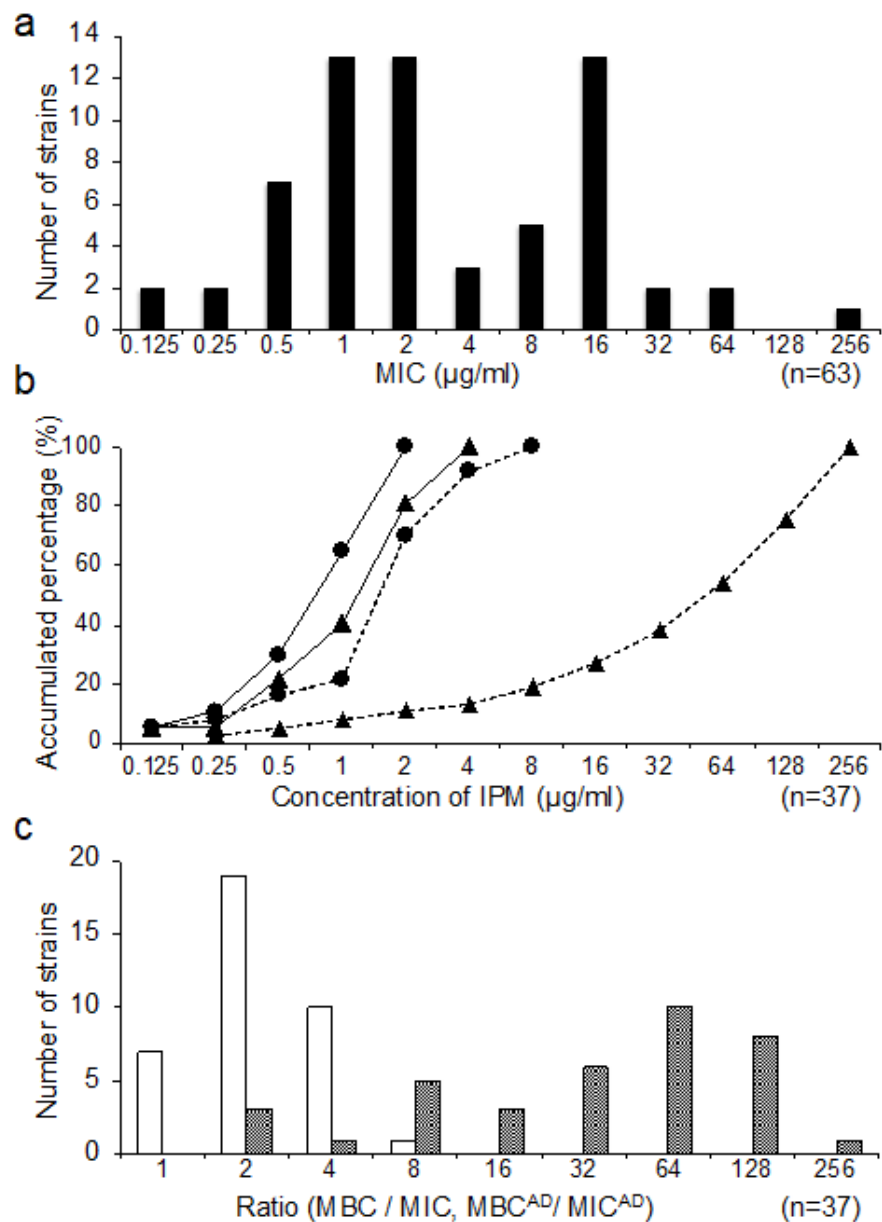 a
14
12
10
8
6
4
2
0
Number of strains
0.125 0.25 0.5 1 2 4 8 16 32 64 128 256
MIC (µg/ml) (n=63)
b
100
80
60
40
20
0
Accumulated percentage (%)
0.125 0.25 0.5 1 2 4 8 16 32 64 128 256
Concentration of IPM (µg/ml) (n=37)
c
20
15
10
5
0
Number of strains
1 2 4 8 16 32 64 128 256
Ratio (MBC / MIC, MBCᴬᴰ/ MICᴬᴰ) (n=37)